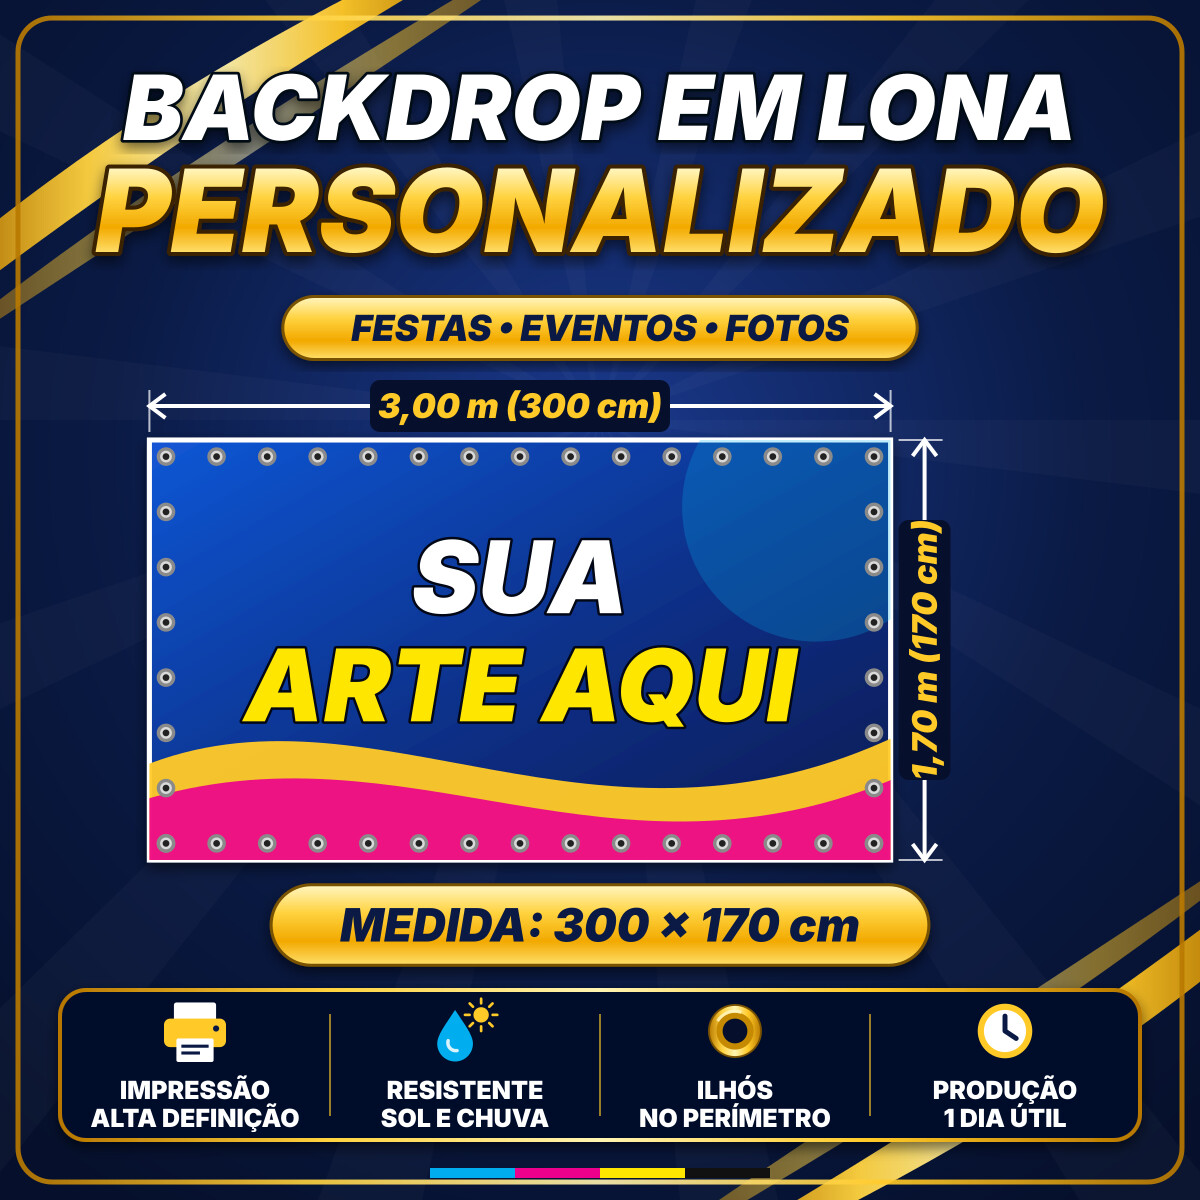 BACKDROP EM LONA
PERSONALIZADO
FESTAS • EVENTOS • FOTOS
3,00 m (300 cm)
1,70 m (170 cm)
SUA
ARTE AQUI
MEDIDA: 300 × 170 cm
IMPRESSÃO
ALTA DEFINIÇÃO
RESISTENTE
SOL E CHUVA
ILHÓS
NO PERÍMETRO
PRODUÇÃO
1 DIA ÚTIL